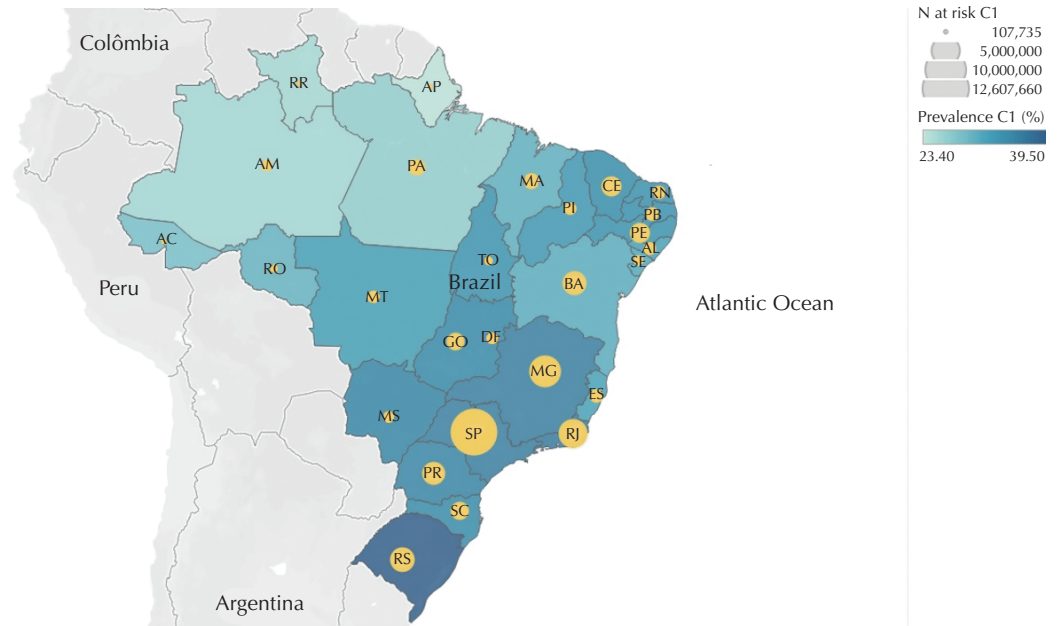 Colômbia
N at risk C1
107,735
5,000,000
10,000,000
12,607,660
Prevalence C1 (%)
23.40 39.50
RR
AP
AM
PA
MA
CE
RN
PI
PB
PE
AL
SE
AC
RO
TO
Brazil
BA
Peru
MT
Atlantic Ocean
GO
DF
MG
MS
ES
SP
RJ
PR
SC
RS
Argentina